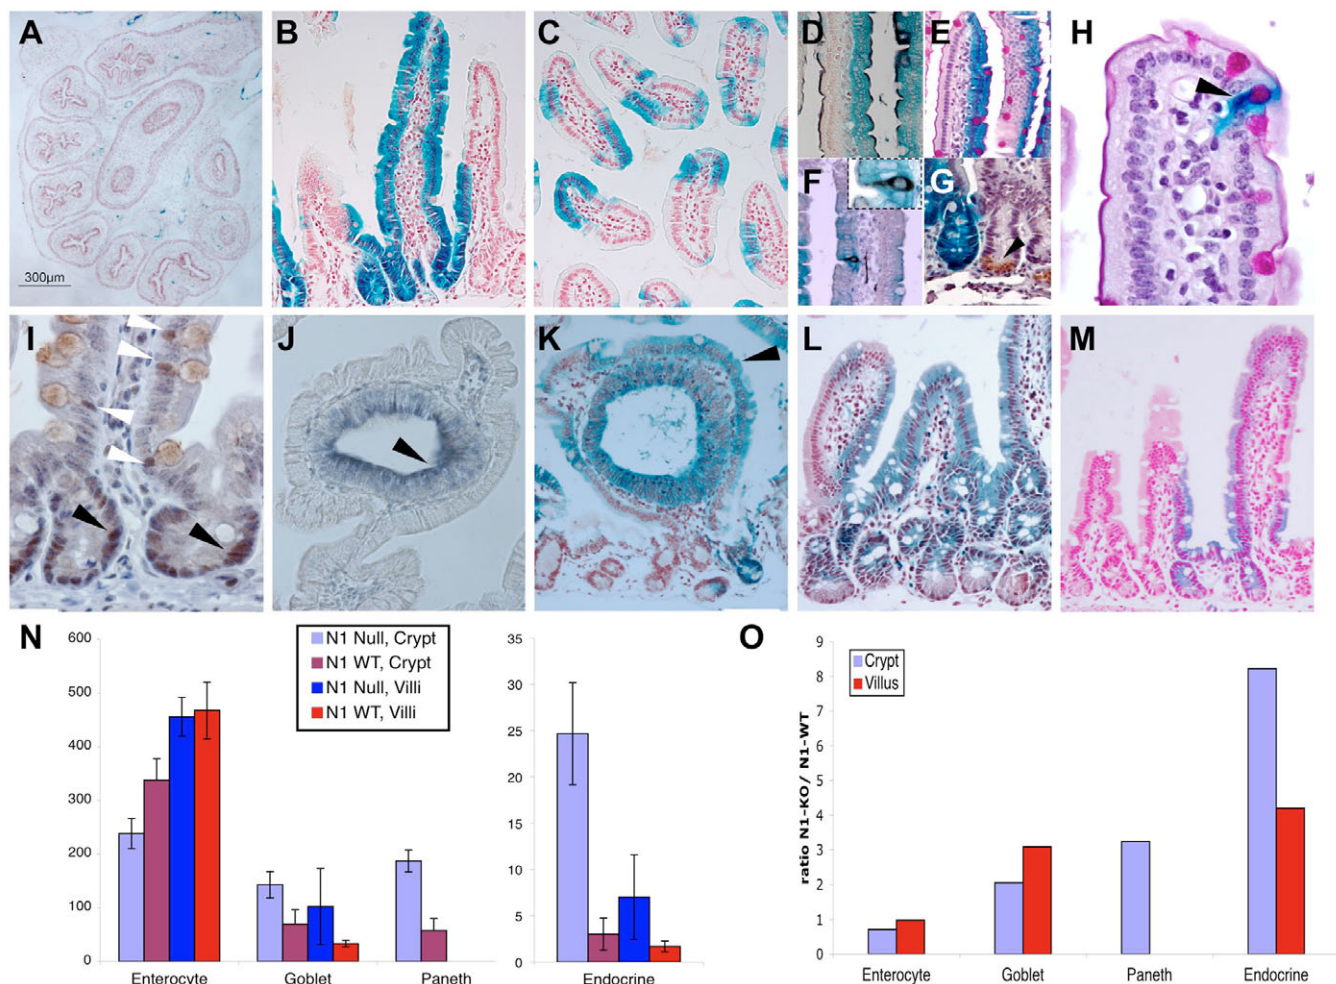 A
B
C
D
E
H
F
G
300µm
I
J
K
L
M
N
O
600
500
400
300
200
100
0
Enterocyte
Goblet
Paneth
N1 Null, Crypt
N1 WT, Crypt
N1 Null, Villi
N1 WT, Villi
35
30
25
20
15
10
5
0
Endocrine
ratio N1-KO/ N1-WT
9
8
7
6
5
4
3
2
1
0
Crypt
Villus
Enterocyte
Goblet
Paneth
Endocrine